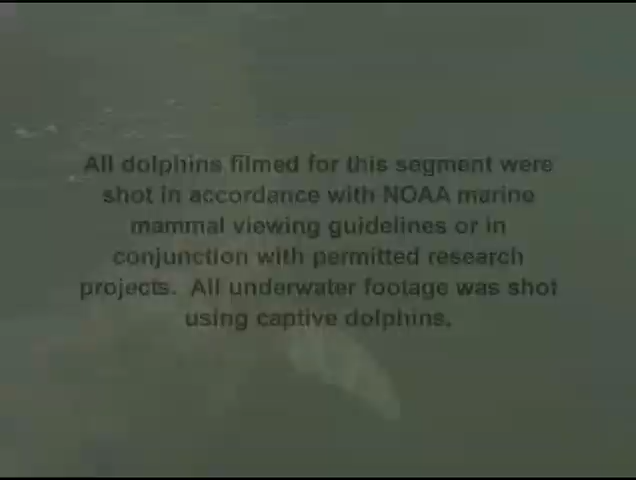 All dolphins filmed for this segment were
shot in accordance with NOAA marine
mammal viewing guidelines or in
conjunction with permitted research
projects.  All underwater footage was shot
using captive dolphins.